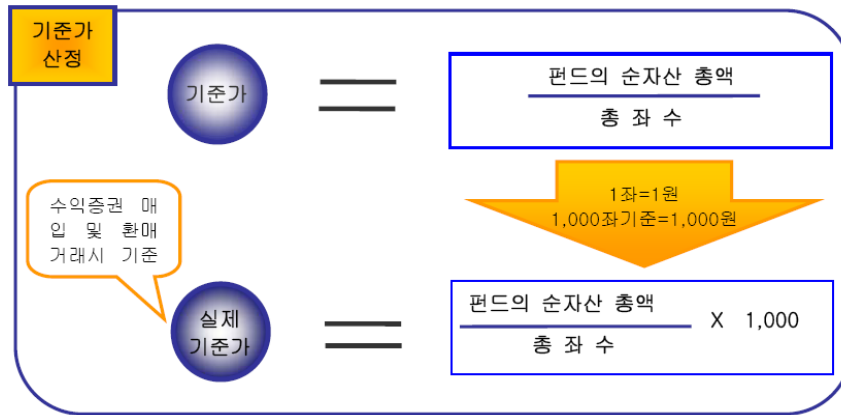 기준가
산정
기준가
펀드의 순자산 총액
총 좌 수
1좌=1원
1,000좌기준=1,000원
수익증권 매
입 및 환매
거래시 기준
실제
기준가
펀드의 순자산 총액
총 좌 수
X 1,000